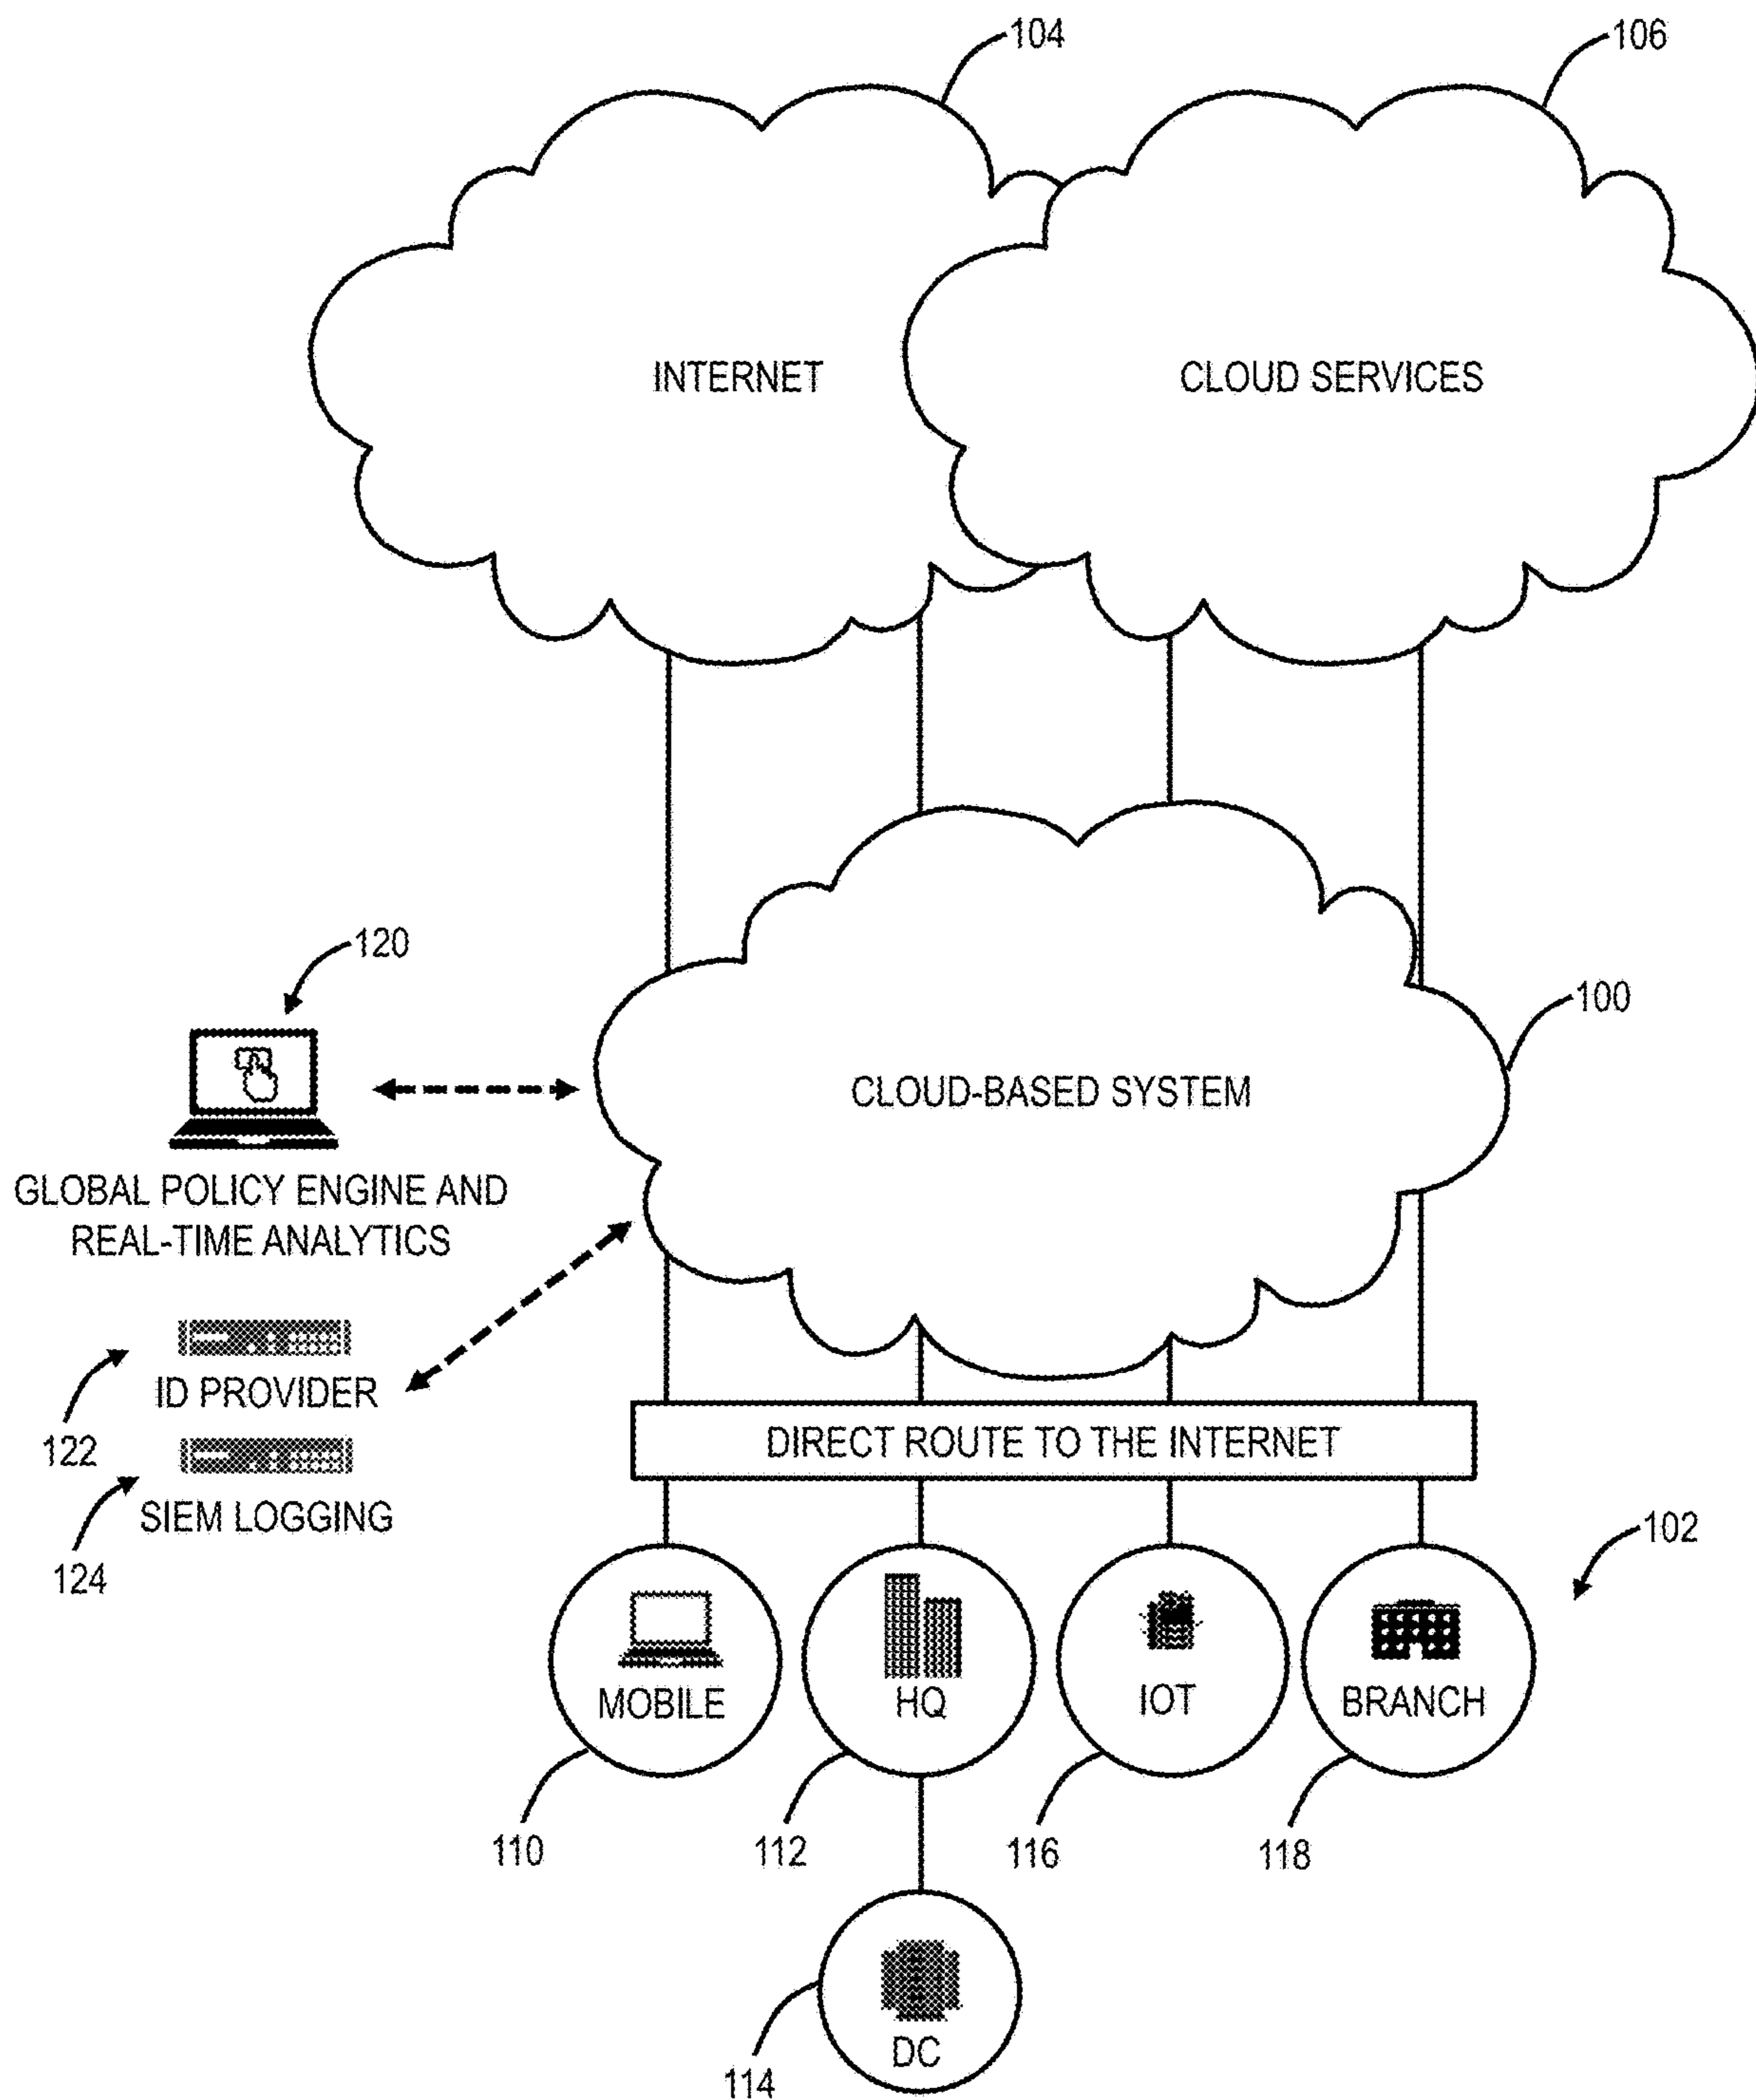 104
106
INTERNET
CLOUD SERVICES
120
100
CLOUD-BASED SYSTEM
GLOBAL POLICY ENGINE AND
REAL-TIME ANALYTICS
ID PROVIDER
122
DIRECT ROUTE TO THE INTERNET
SIEM LOGGING
124
102
MOBILE
HQ
IOT
BRANCH
110
112
116
118
DC
114